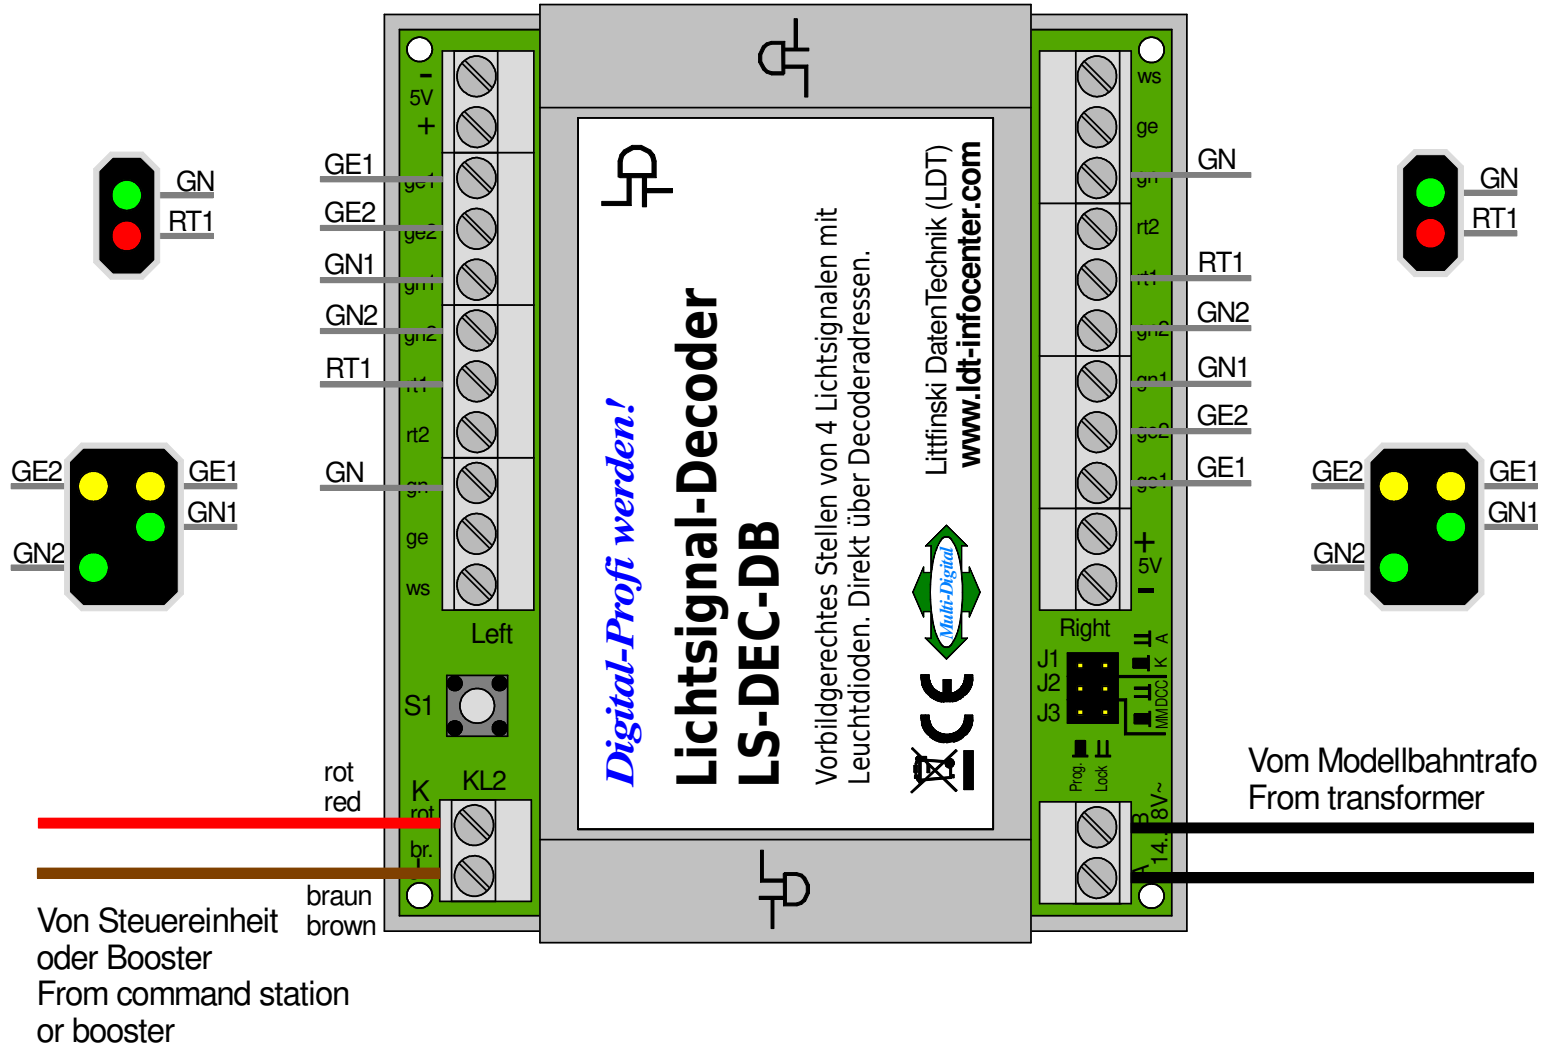 -
5V
+
ge1
ge2
gn1
gn2
rt1
rt2
gn
ge
ws
Left
S1
K
KL2
rot
br.
GE1
GE2
GN1
GN2
RT1
GN
GN
RT1
GE2
GE1
GN1
GN2
rot
red
braun
brown
Von Steuereinheit
oder Booster
From command station
or booster
Digital-Profi werden!
Lichtsignal-Decoder
LS-DEC-DB
Vorbildgerechtes Stellen von 4 Lichtsignalen mit
Leuchtdioden. Direkt über Decoderadressen.
Littfinski DatenTechnik (LDT)
www.ldt-infocenter.com
Multi-Digital
CE
ws
ge
gn
rt2
rt1
gn2
gn1
ge2
ge1
+
5V
-
Right
J1
J2
J3
A
K
DCC
MM
Prog.
Lock
B
A
GN
RT1
GN2
GN1
GE2
GE1
GN
RT1
GE2
GE1
GN1
GN2
Vom Modellbahntrafo
From transformer